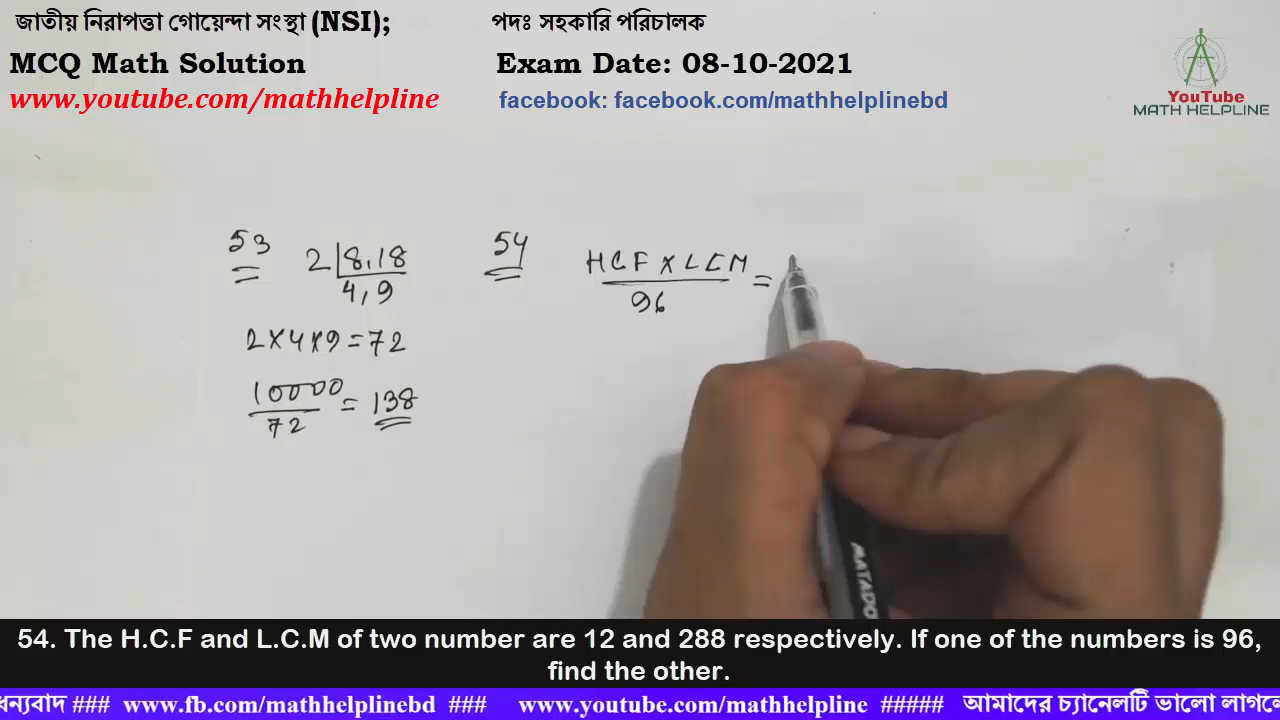 জাতীয় নিরাপত্তা গোয়েন্দা সংস্থা (NSI); পদঃ সহকারি পরিচালক
MCQ Math Solution Exam Date: 08-10-2021
www.youtube.com/mathhelpline facebook: facebook.com/mathhelplinebd
YouTube
MATH HELPLINE
53
2 8, 18
4, 9
2 x 4 x 9 = 72
10000
72
= 138
54
HCF x LCM
96
=
MATADO
54. The H.C.F and L.C.M of two number are 12 and 288 respectively. If one of the numbers is 96,
find the other.
ধন্যবাদ ### www.fb.com/mathhelplinebd ### www.youtube.com/mathhelpline ##### আমাদের চ্যানেলটি ভালো লাগলে